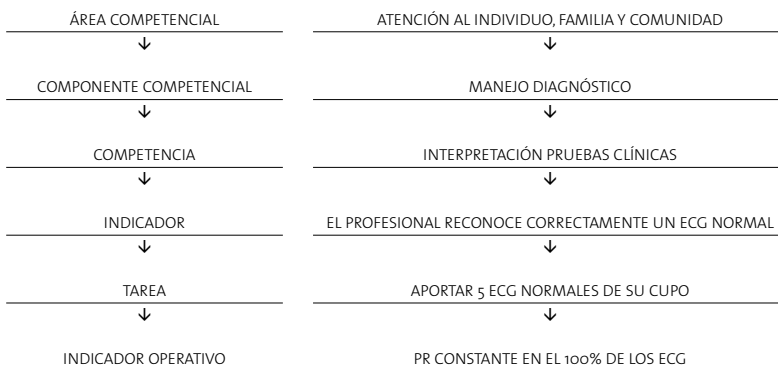 ÁREA COMPETENCIAL ATENCIÓN AL INDIVIDUO, FAMILIA Y COMUNIDAD
COMPONENTE COMPETENCIAL MANEJO DIAGNÓSTICO
COMPETENCIA INTERPRETACIÓN PRUEBAS CLÍNICAS
INDICADOR EL PROFESIONAL RECONOCE CORRECTAMENTE UN ECG NORMAL
TAREA APORTAR 5 ECG NORMALES DE SU CUPO
INDICADOR OPERATIVO PR CONSTANTE EN EL 100% DE LOS ECG